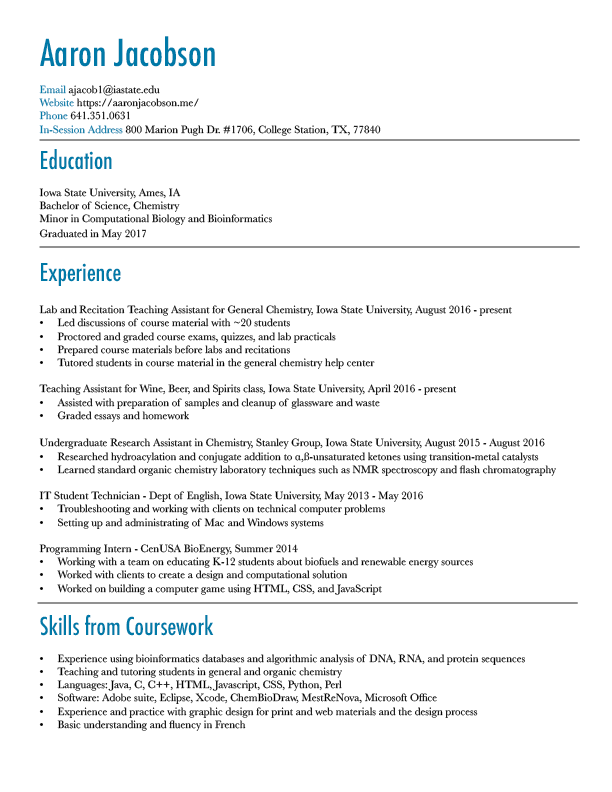 Aaron Jacobson
Email ajacob1@iastate.edu
Website https://aaronjacobson.me/
Phone 641.351.0631
In-Session Address 800 Marion Pugh Dr. #1706, College Station, TX, 77840
Education
Iowa State University, Ames, IA
Bachelor of Science, Chemistry
Minor in Computational Biology and Bioinformatics
Graduated in May 2017
Experience
Lab and Recitation Teaching Assistant for General Chemistry, Iowa State University, August 2016 - present
• Led discussions of course material with ~20 students
• Proctored and graded course exams, quizzes, and lab practicals
• Prepared course materials before labs and recitations
• Tutored students in course material in the general chemistry help center
Teaching Assistant for Wine, Beer, and Spirits class, Iowa State University, April 2016 - present
• Assisted with preparation of samples and cleanup of glassware and waste
• Graded essays and homework
Undergraduate Research Assistant in Chemistry, Stanley Group, Iowa State University, August 2015 - August 2016
• Researched hydroacylation and conjugate addition to α,ß-unsaturated ketones using transition-metal catalysts
• Learned standard organic chemistry laboratory techniques such as NMR spectroscopy and flash chromatography
IT Student Technician - Dept of English, Iowa State University, May 2013 - May 2016
• Troubleshooting and working with clients on technical computer problems
• Setting up and administrating of Mac and Windows systems
Programming Intern - CenUSA BioEnergy, Summer 2014
• Working with a team on educating K-12 students about biofuels and renewable energy sources
• Worked with clients to create a design and computational solution
• Worked on building a computer game using HTML, CSS, and JavaScript
Skills from Coursework
• Experience using bioinformatics databases and algorithmic analysis of DNA, RNA, and protein sequences
• Teaching and tutoring students in general and organic chemistry
• Languages: Java, C, C++, HTML, Javascript, CSS, Python, Perl
• Software: Adobe suite, Eclipse, Xcode, ChemBioDraw, MestReNova, Microsoft Office
• Experience and practice with graphic design for print and web materials and the design process
• Basic understanding and fluency in French